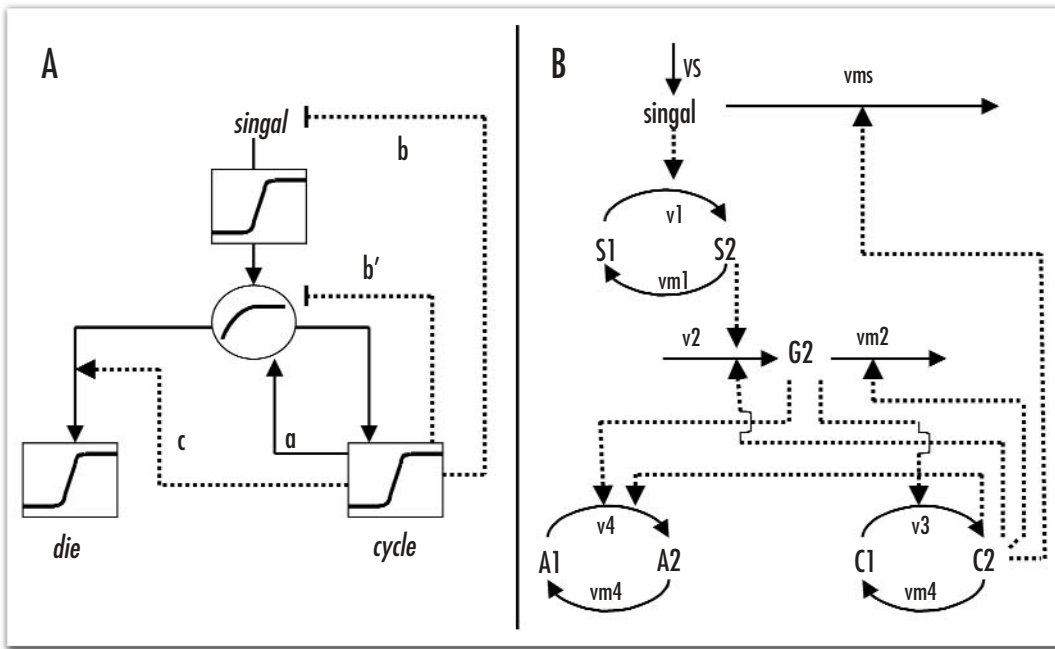 A
singal
b
b'
a
c
die
cycle
B
VS
vms
singal
v1
S1
S2
vm1
v2
G2
vm2
v4
v3
A1
A2
C1
C2
vm4
vm4